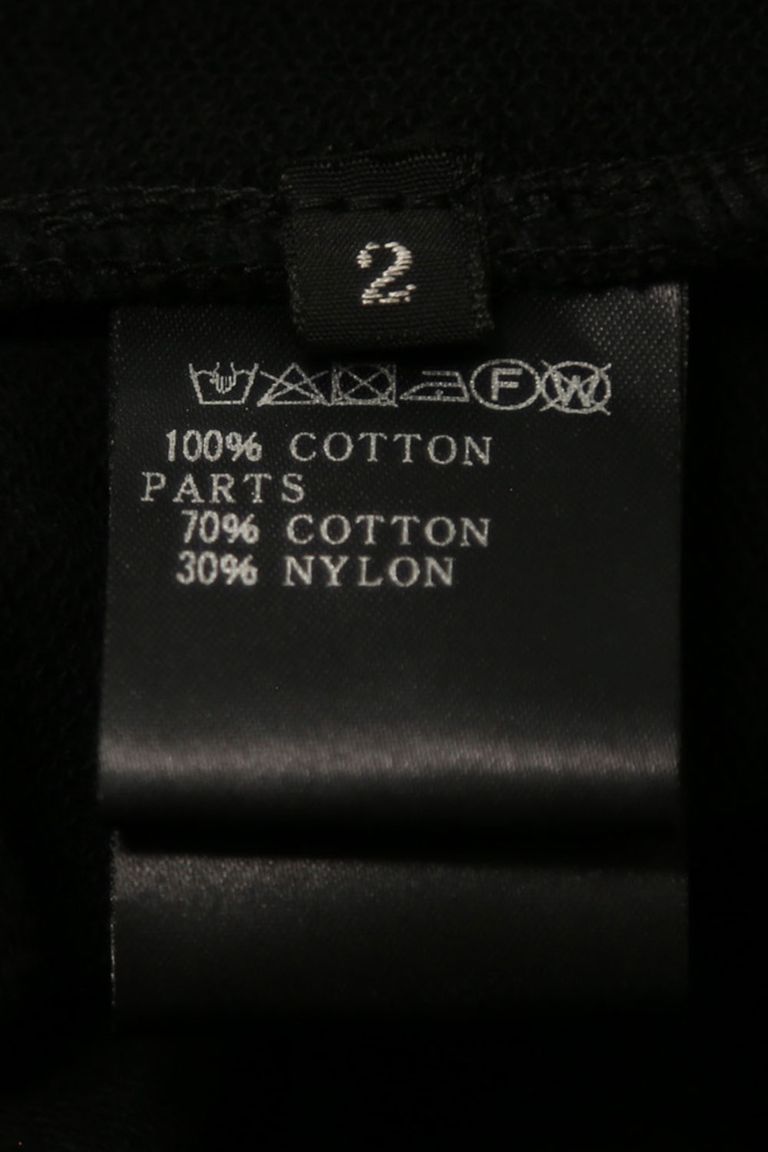 2
F W
100% COTTON
PARTS
70% COTTON
30% NYLON